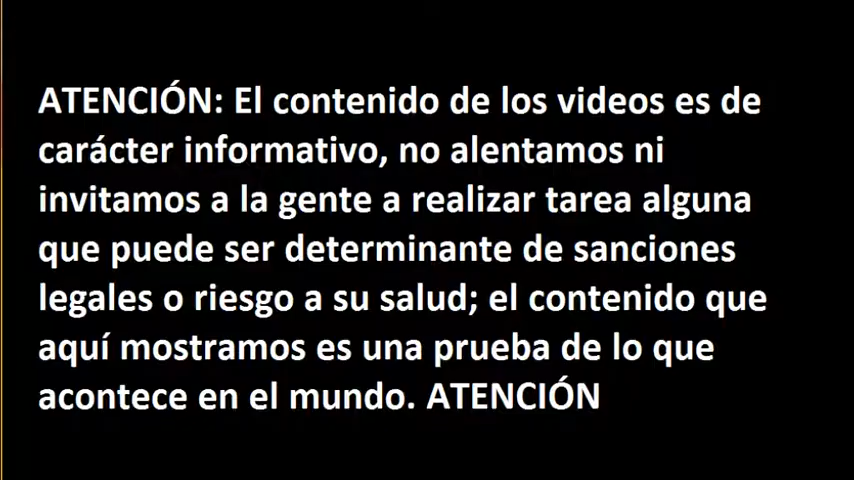 ATENCIÓN: El contenido de los videos es de
carácter informativo, no alentamos ni
invitamos a la gente a realizar tarea alguna
que puede ser determinante de sanciones
legales o riesgo a su salud; el contenido que
aquí mostramos es una prueba de lo que
acontece en el mundo. ATENCIÓN